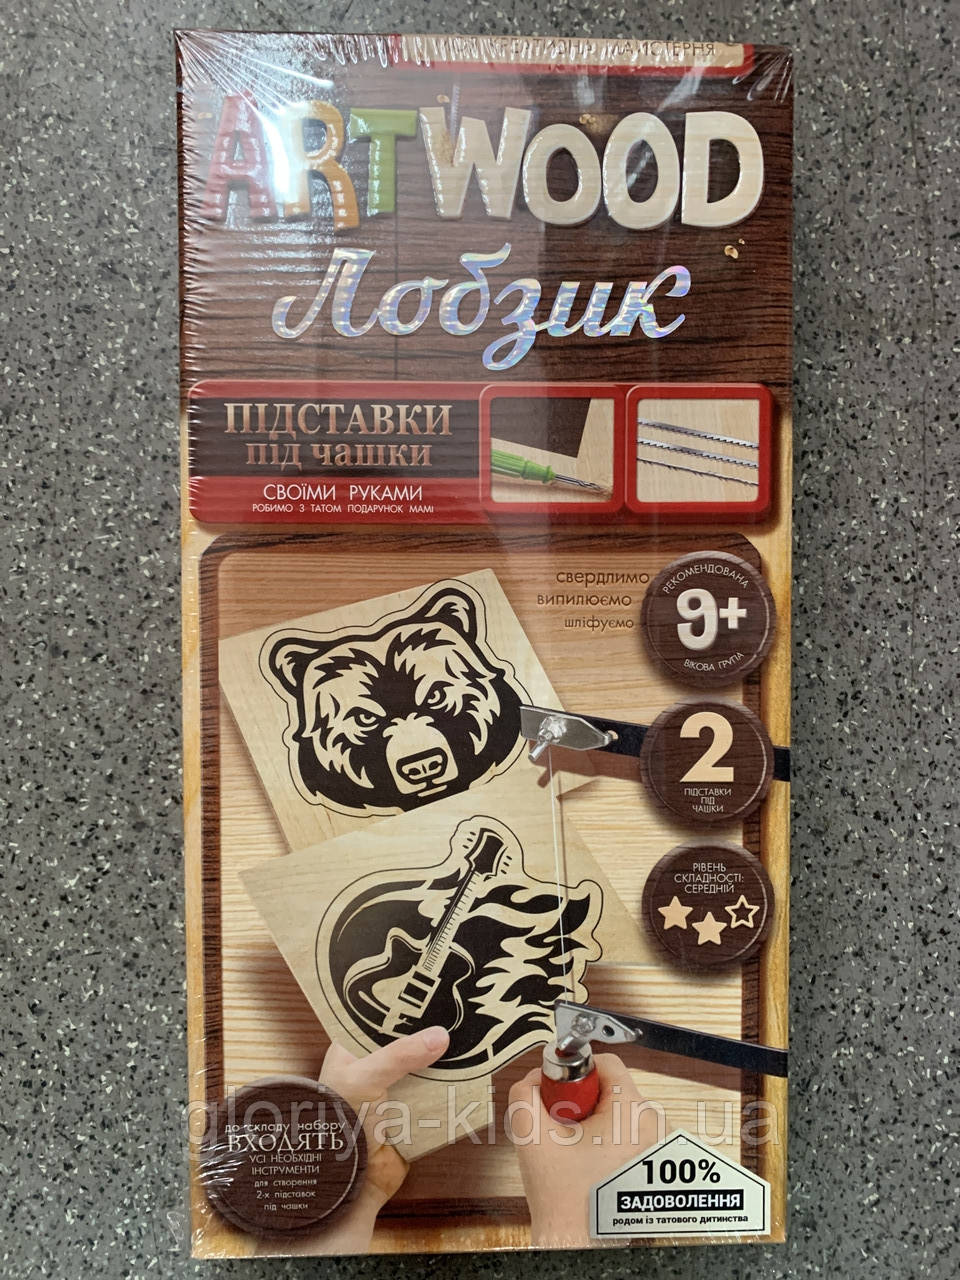 КРЕАТИВНА МАЙСТЕРНЯ
ARTWOOD
Лобзик
ПІДСТАВКИ
ПІД ЧАШКИ
СВОЇМИ РУКАМИ
РОБИМО З ТАТОМ ПОДАРУНОК МАМІ
свердлимо
випилюємо
шліфуємо
РЕКОМЕНДОВАНА
9+
ВІКОВА ГРУПА
2
ПІДСТАВКИ
ПІД
ЧАШКИ
РІВЕНЬ
СКЛАДНОСТІ:
СЕРЕДНІЙ
до складу набору
ВХОДЯТЬ
УСІ НЕОБХІДНІ
ІНСТРУМЕНТИ
для створення
2-х підставок
під чашки
gloriya-kids.in.ua
100%
ЗАДОВОЛЕННЯ
родом із татового дитинства